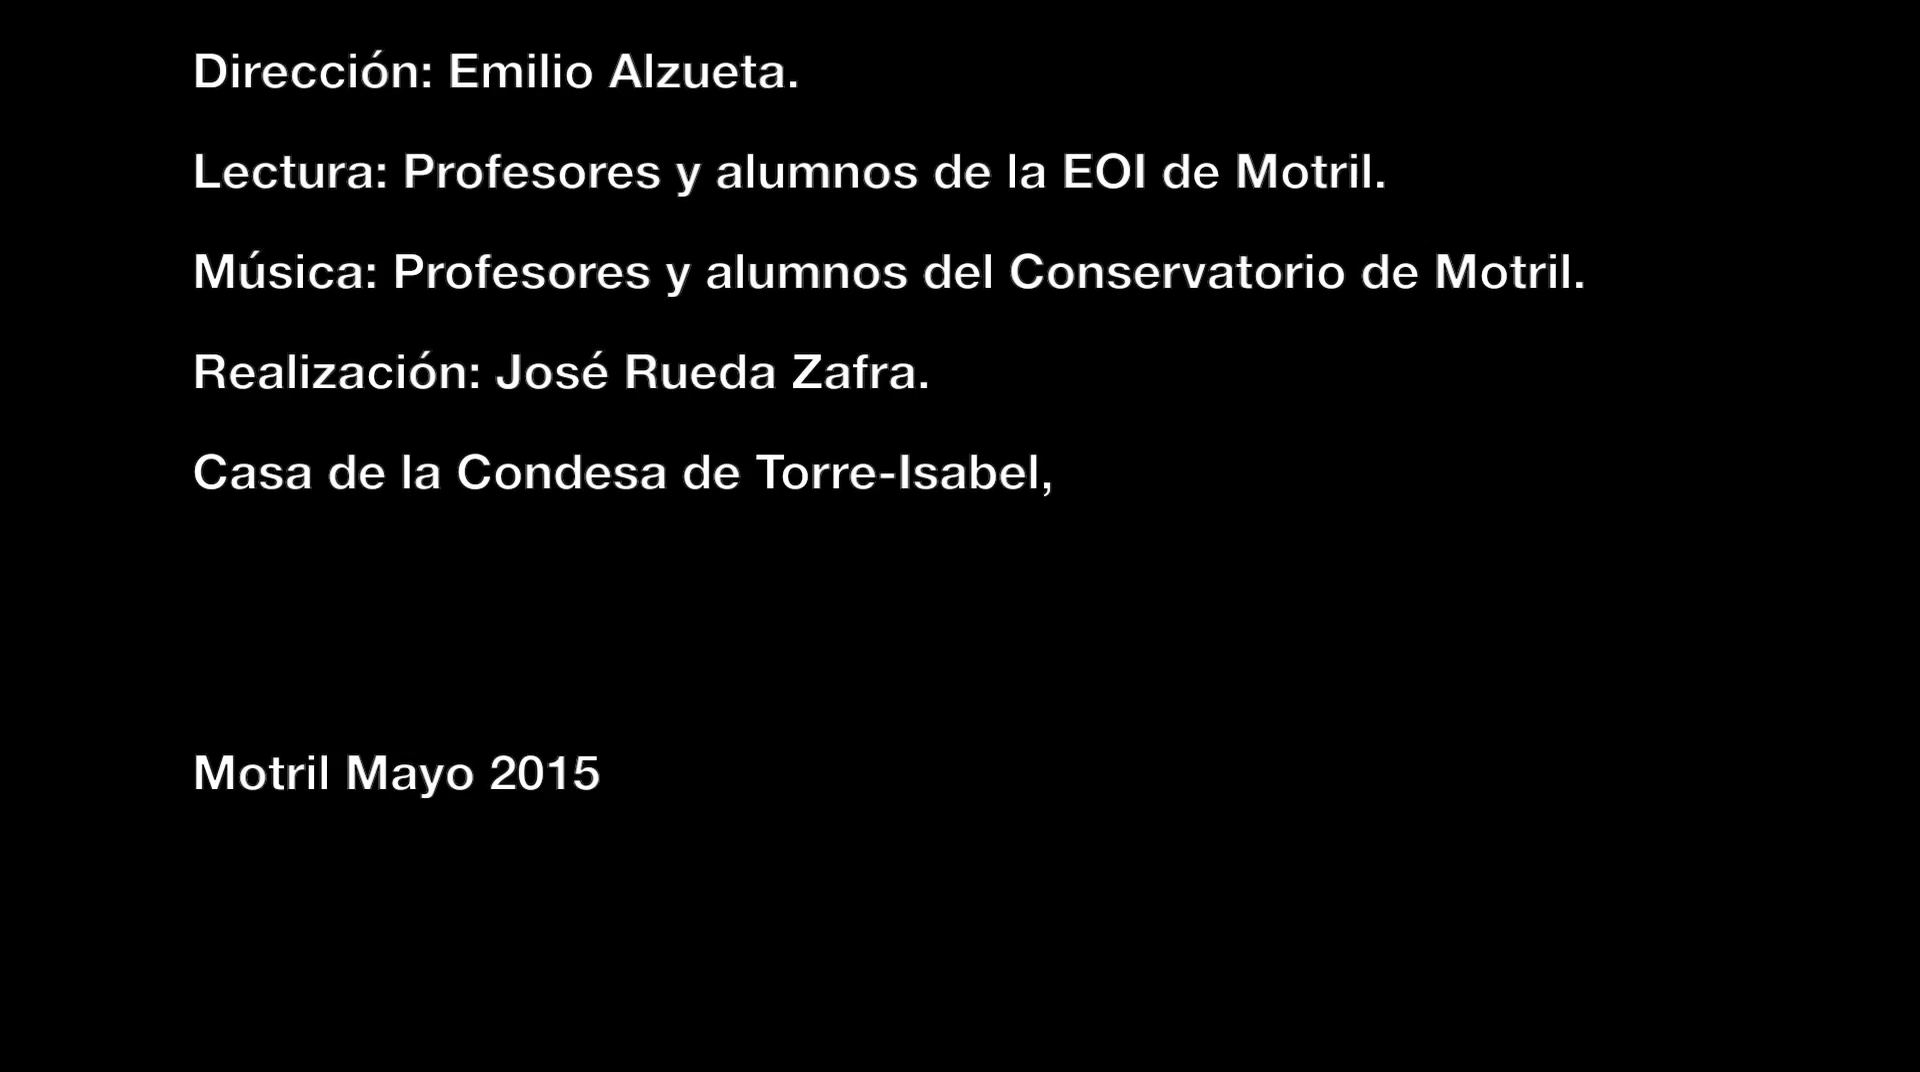 Dirección: Emilio Alzueta.
Lectura: Profesores y alumnos de la EOI de Motril.
Música: Profesores y alumnos del Conservatorio de Motril.
Realización: José Rueda Zafra.
Casa de la Condesa de Torre-Isabel,
Motril Mayo 2015